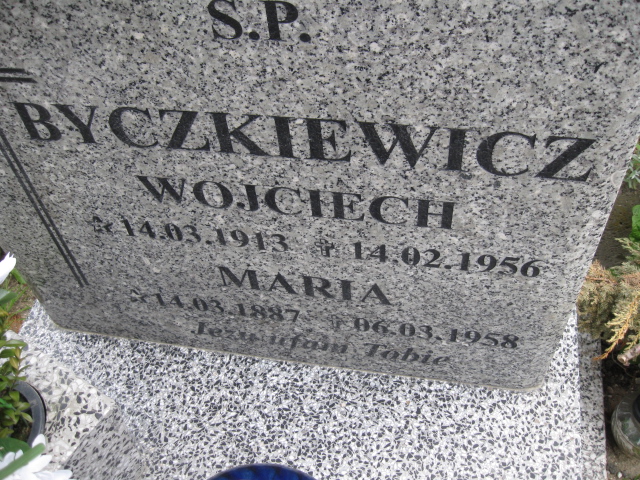 S.P.
BYCZKIEWICZ
WOJCIECH
14.03.1913 14.02.1956
MARIA
14.03.1887 06.03.1958
Jezu ufam Tobie